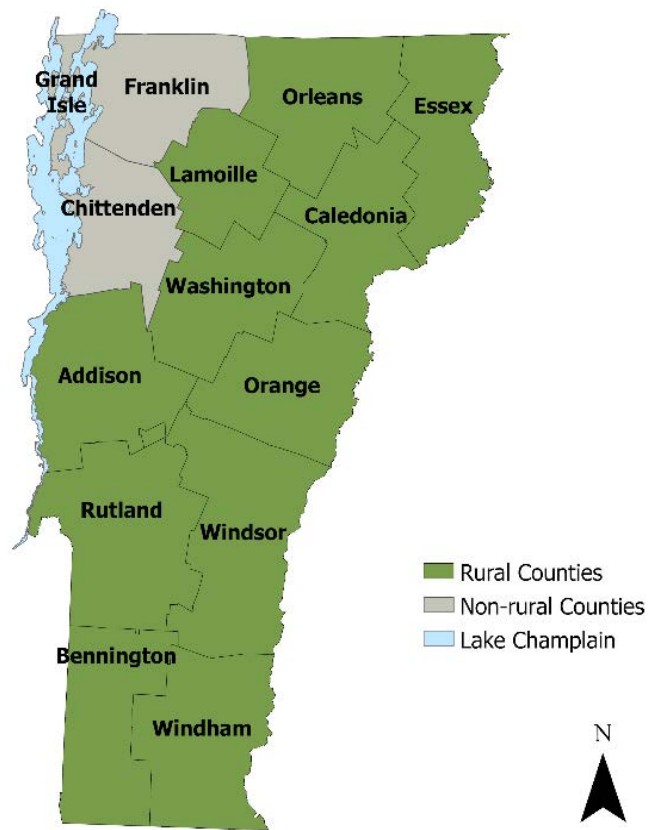 Grand
Isle
Franklin
Orleans
Essex
Lamoille
Chittenden
Caledonia
Washington
Addison
Orange
Rutland
Windsor
Rural Counties
Non-rural Counties
Lake Champlain
Bennington
Windham
N